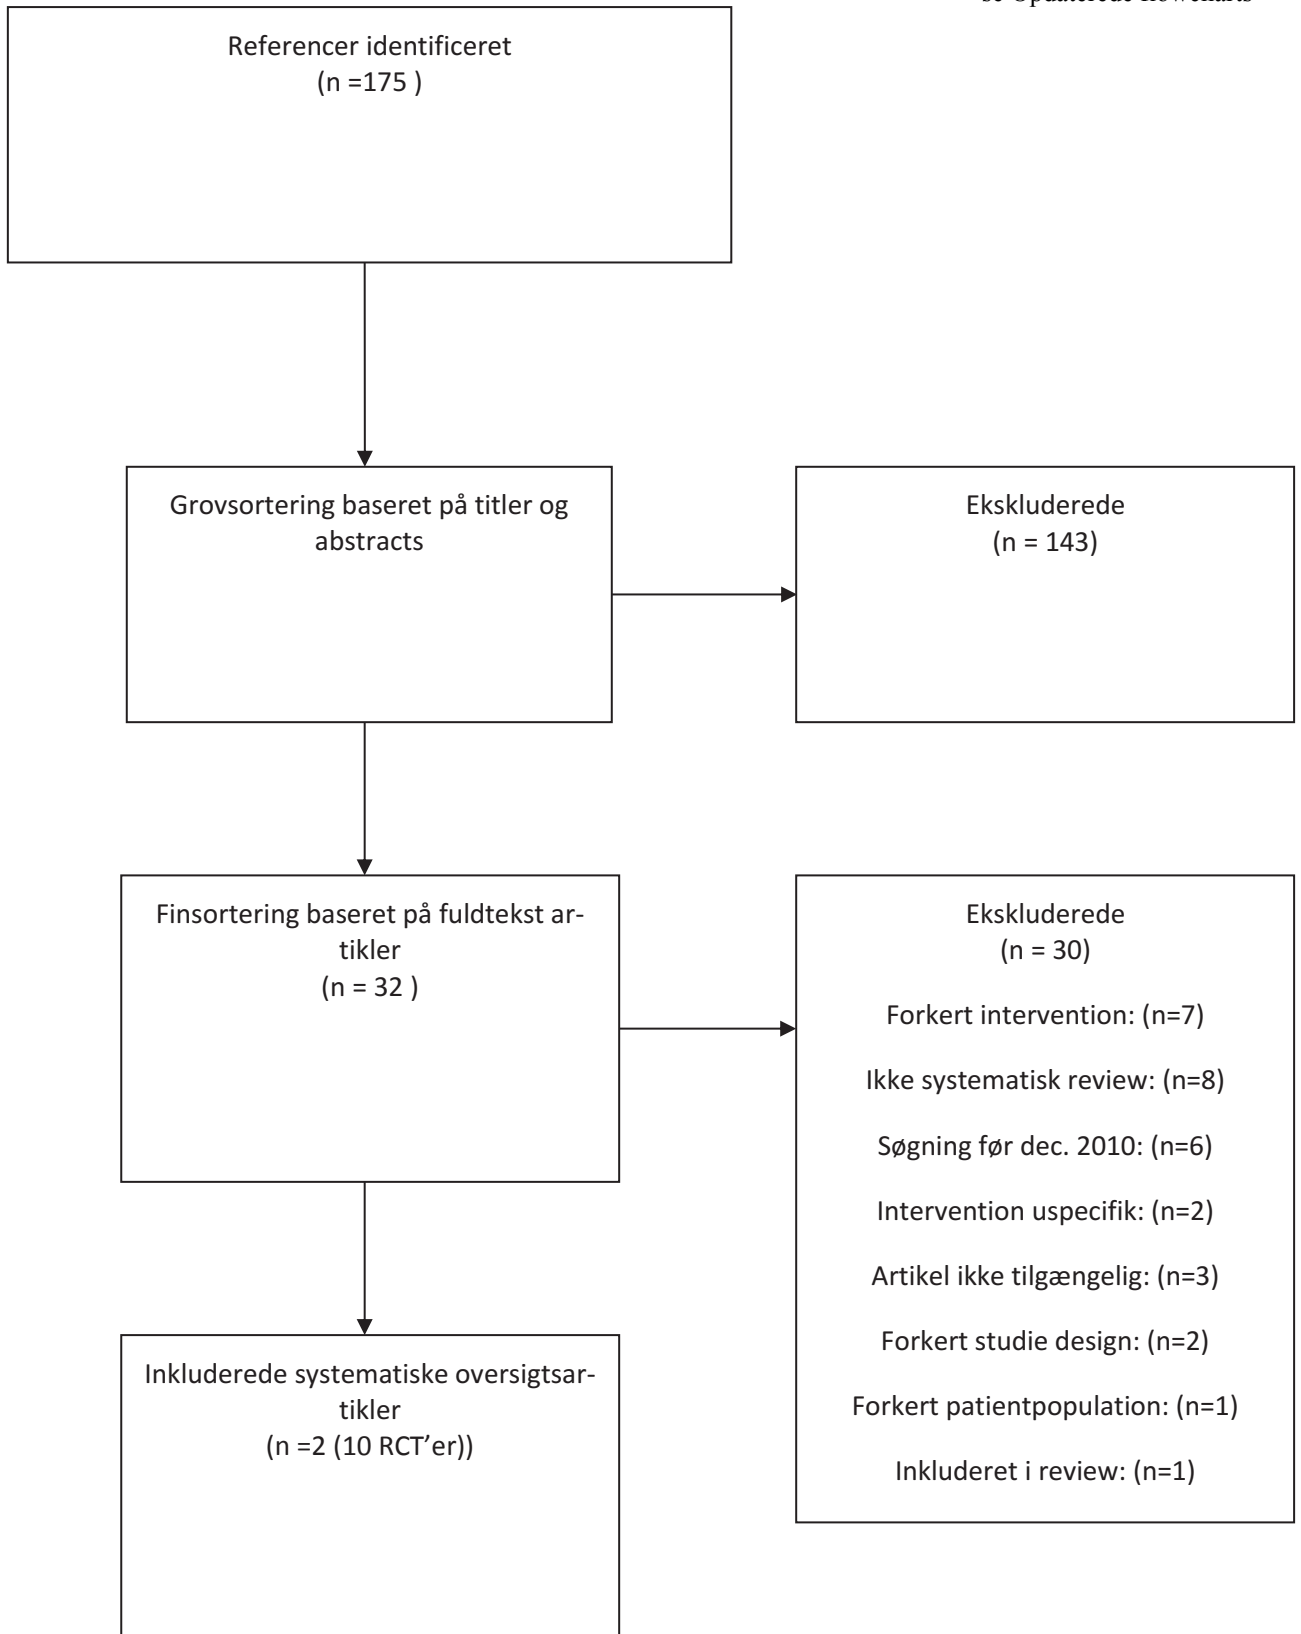 se Opdaterede flowcharts
Referencer identificeret
(n =175 )
Grovsortering baseret på titler og
abstracts
Ekskluderede
(n = 143)
Finsortering baseret på fuldtekst ar-
tikler
(n = 32 )
Ekskluderede
(n = 30)
Forkert intervention: (n=7)
Ikke systematisk review: (n=8)
Søgning før dec. 2010: (n=6)
Intervention uspecifik: (n=2)
Artikel ikke tilgængelig: (n=3)
Forkert studie design: (n=2)
Forkert patientpopulation: (n=1)
Inkluderet i review: (n=1)
Inkluderede systematiske oversigtsar-
tikler
(n =2 (10 RCT’er))